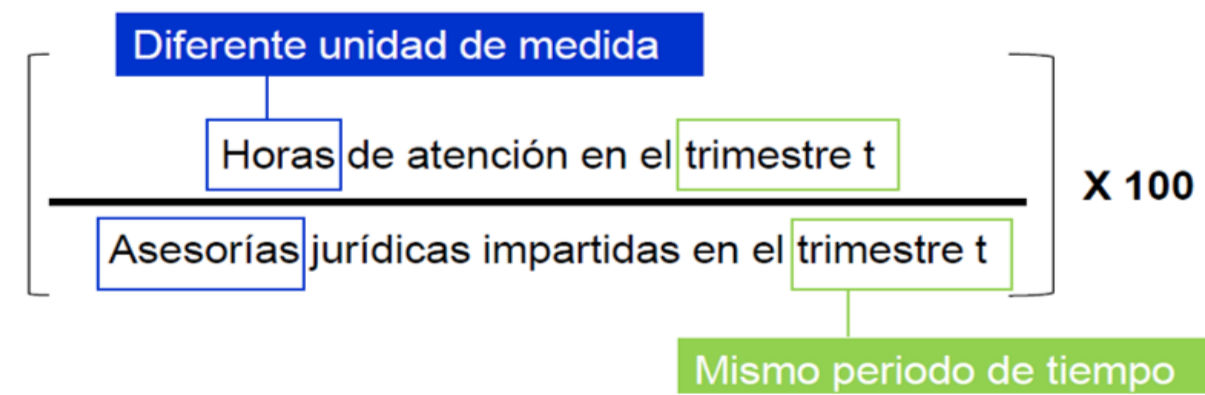 Diferente unidad de medida
Horas de atención en el trimestre t
X 100
Asesorías jurídicas impartidas en el trimestre t
Mismo periodo de tiempo